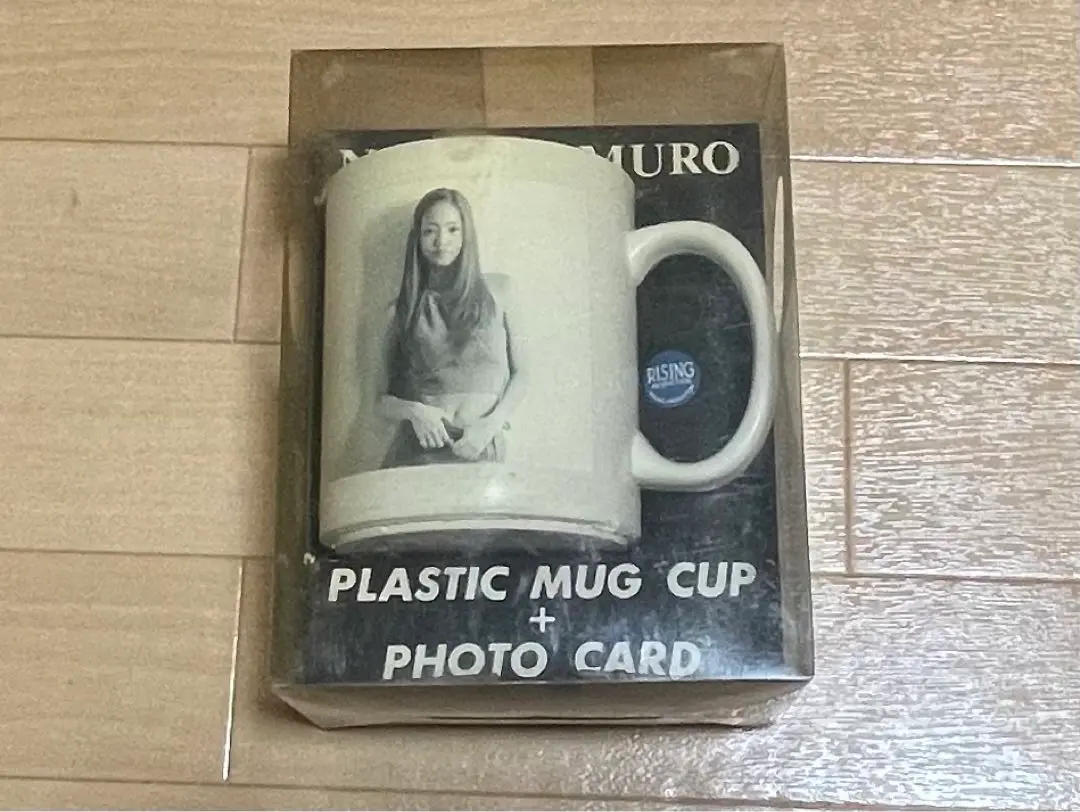 MURO
RISING
PLASTIC MUG CUP
+
PHOTO CARD